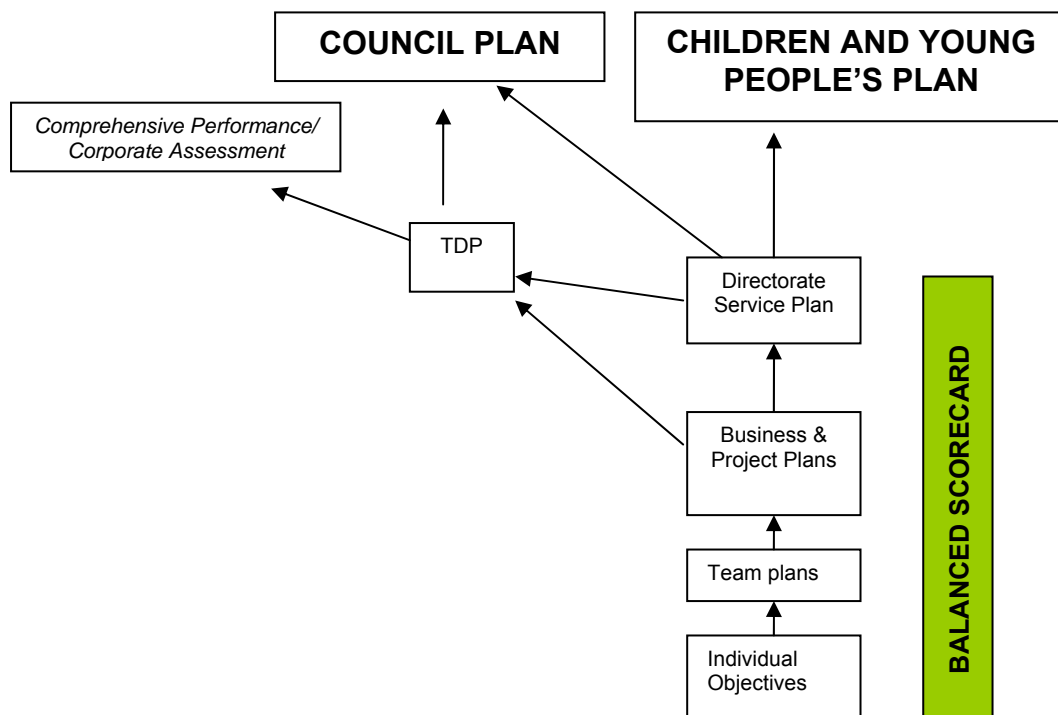 COUNCIL PLAN
CHILDREN AND YOUNG
PEOPLE’S PLAN
Comprehensive Performance/
Corporate Assessment
TDP
Directorate
Service Plan
Business &
Project Plans
Team plans
Individual
Objectives
BALANCED SCORECARD